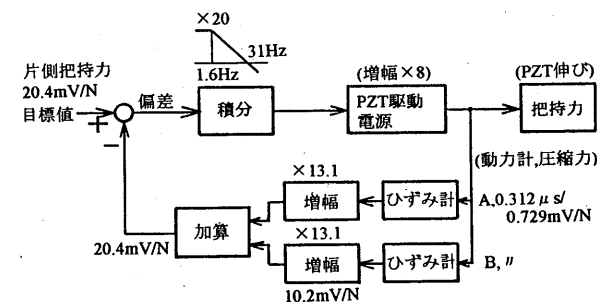 ×20
31Hz
1.6Hz
片側把持力
20.4mV/N
目標値
+
−
偏差
積分
(増幅×8)
PZT駆動
電源
(PZT伸び)
把持力
(動力計,圧縮力)
×13.1
増幅
ひずみ計
A,0.312μs/
0.729mV/N
加算
20.4mV/N
×13.1
増幅
ひずみ計
B,〃
10.2mV/N